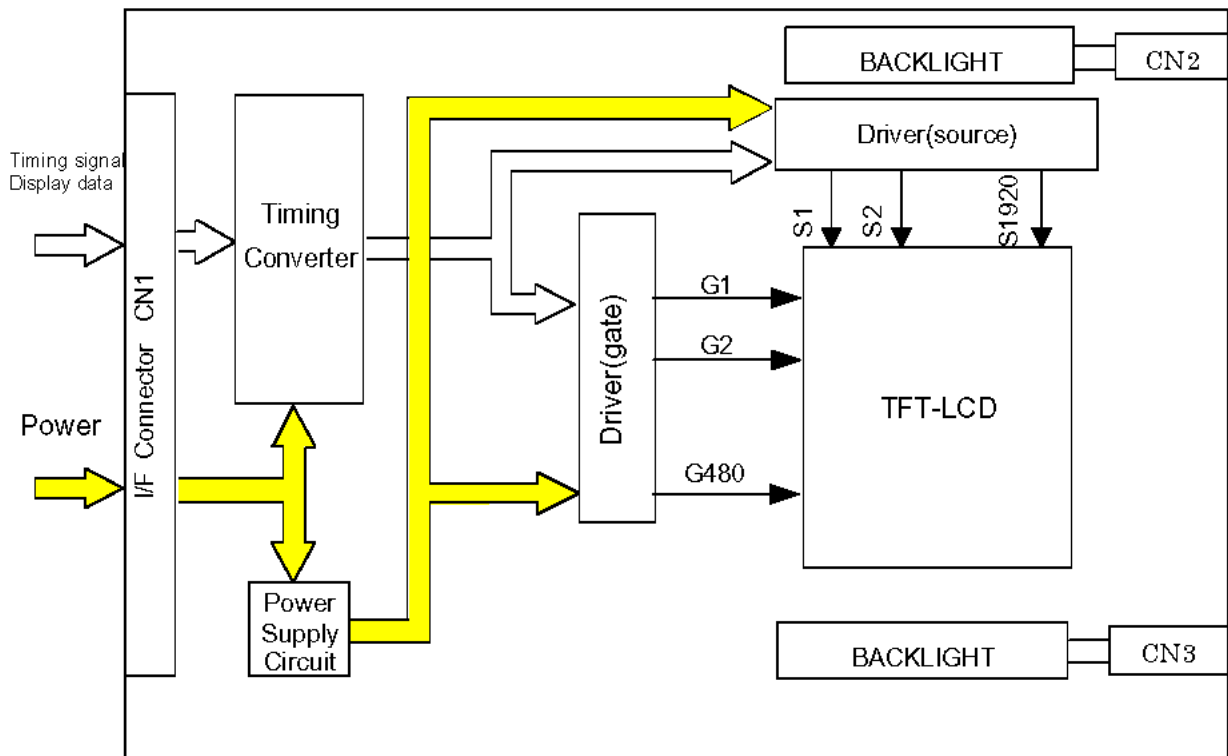 BACKLIGHT
CN2
Timing signal
Display data
I/F Connector CN1
Timing
Converter
Driver(source)
S1
S2
S1920
Driver(gate)
G1
G2
G480
TFT-LCD
Power
Power
Supply
Circuit
BACKLIGHT
CN3